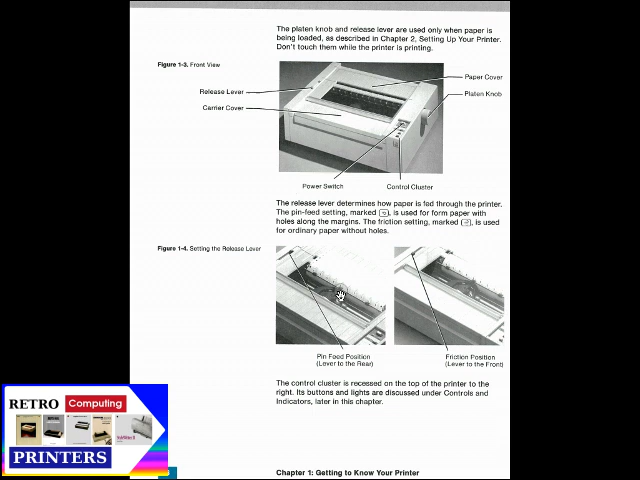 The platen knob and release lever are used only when paper is
being loaded, as described in Chapter 2, Setting Up Your Printer.
Don't touch them while the printer is printing.
Figure 1-3. Front View
Paper Cover
Release Lever
Platen Knob
Carrier Cover
Power Switch
Control Cluster
The release lever determines how paper is fed through the printer.
The pin-feed setting, marked , is used for form paper with
holes along the margins. The friction setting, marked , is used
for ordinary paper without holes.
Figure 1-4. Setting the Release Lever
Pin Feed Position
(Lever to the Rear)
Friction Position
(Lever to the Front)
The control cluster is recessed on the top of the printer to the
right. Its buttons and lights are discussed under Controls and
Indicators, later in this chapter.
RETRO Computing
PRINTERS
Chapter 1: Getting to Know Your Printer